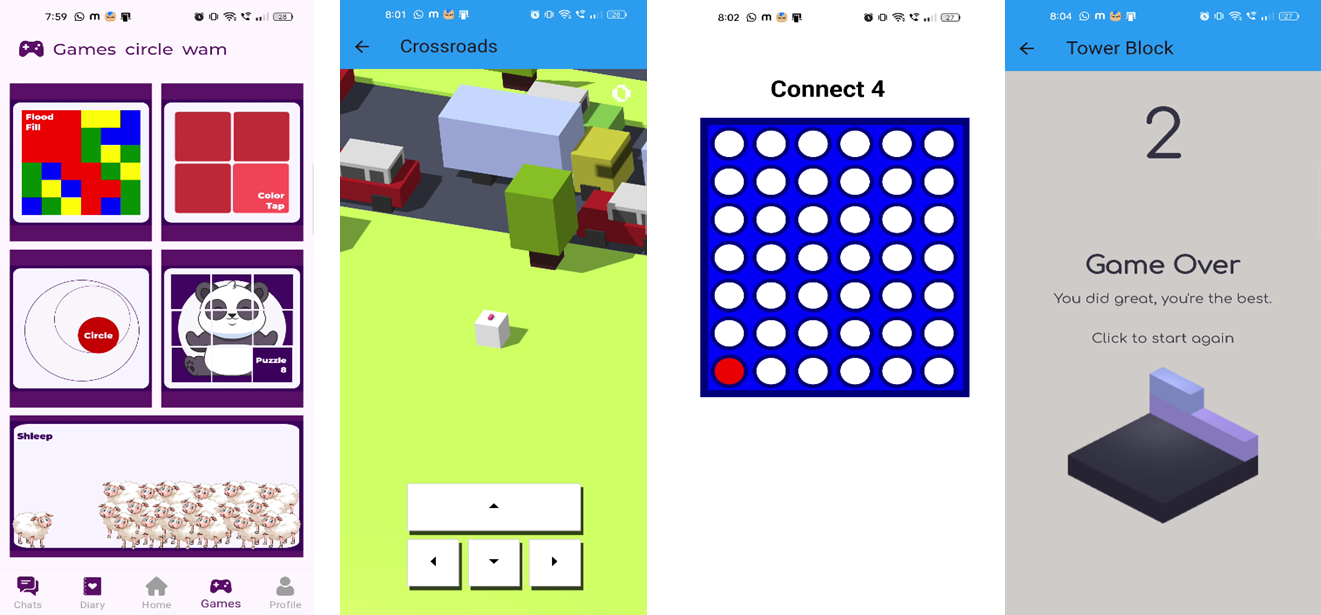 7:59
28
Games circle wam
Flood
Fill
Color
Tap
Circle
Puzzle
8
Shleep
Chats
Diary
Home
Games
Profile
8:01
28
Crossroads
8:02
27
Connect 4
8:04
27
Tower Block
2
Game Over
You did great, you're the best.
Click to start again